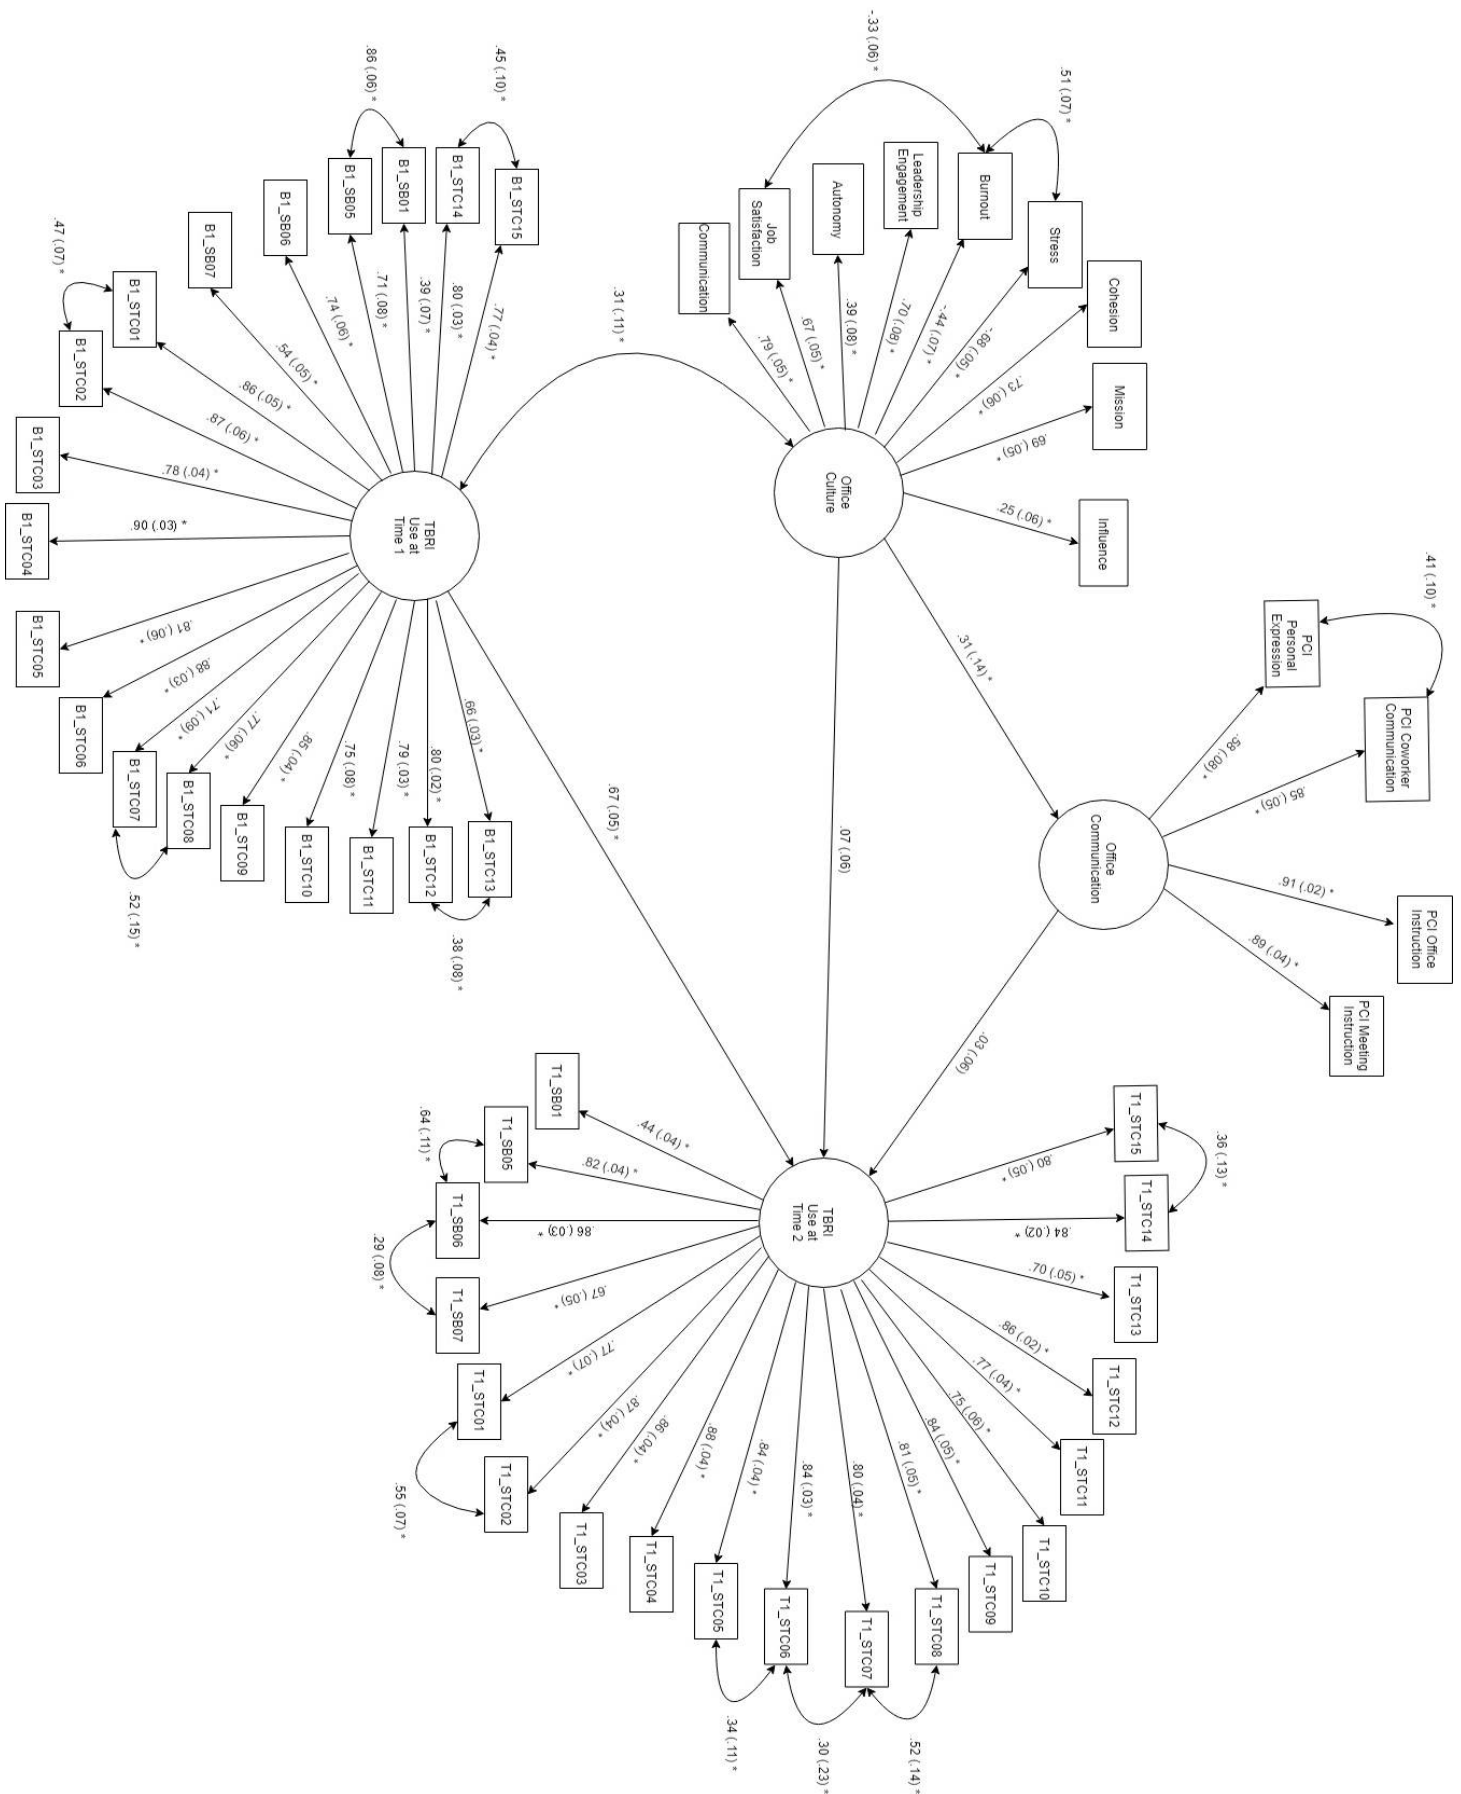 .41 (.10) *
PCI
Personal
Expression
PCI Coworker
Communication
PCI Office
Instruction
PCI Meeting
Instruction
.58 (.08)
*
.85 (.05)
*
.91 (.02) *
.89 (.04) *
Office
Communication
-.33 (.06) *
.51 (.07) *
Communication
Job
Satisfaction
Autonomy
Leadership
Engagement
Burnout
Stress
Cohesion
Mission
Influence
.79 (.05) *
.67 (.05) *
.39 (.08) *
.70 (.08) *
-.44 (.07) *
-.68 (.05)
*
.73 (.06)
*
.69 (.05)
*
.25 (.06) *
Office
Culture
.31 (.14) *
.31 (.11) *
.07 (.06)
.03 (.06)
.67 (.05) *
.45 (.10) *
.86 (.06) *
B1_STC15
B1_STC14
B1_SB01
B1_SB05
B1_SB06
B1_SB07
B1_STC01
B1_STC02
B1_STC03
B1_STC04
B1_STC05
B1_STC06
B1_STC07
B1_STC08
B1_STC09
B1_STC10
B1_STC11
B1_STC12
B1_STC13
.77 (.04) *
.80 (.03) *
.39 (.07) *
.71 (.08) *
.74 (.06) *
.54 (.05) *
.86 (.05) *
.87 (.06) *
.78 (.04) *
.90 (.03) *
.81 (.06)
*
.88 (.03)
*
.71 (.09)
*
.77 (.06)
*
.85 (.04) *
.75 (.08) *
.79 (.03) *
.80 (.02) *
.66 (.03) *
.47 (.07) *
.52 (.15) *
.38 (.08) *
TBRI
Use at
Time 1
TBRI
Use at
Time 2
.36 (.13) *
T1_STC15
T1_STC14
T1_STC13
T1_STC12
T1_STC11
T1_STC10
T1_STC09
T1_STC08
T1_STC07
T1_STC06
T1_STC05
T1_STC04
T1_STC03
T1_STC02
T1_STC01
T1_SB07
T1_SB06
T1_SB05
T1_SB01
.80 (.05)
*
.84 (.02)
*
.70 (.05) *
.86 (.02) *
.77 (.04) *
.75 (.06) *
.84 (.05) *
.81 (.05) *
.80 (.04) *
.84 (.03) *
.84 (.04) *
.88 (.04) *
.86 (.04) *
.87 (.04)
*
.77 (.07)
*
.67 (.05)
*
.86 (.03)
*
.82 (.04) *
.44 (.04) *
.52 (.14) *
.30 (.23) *
.34 (.11) *
.55 (.07) *
.29 (.08) *
.64 (.11) *